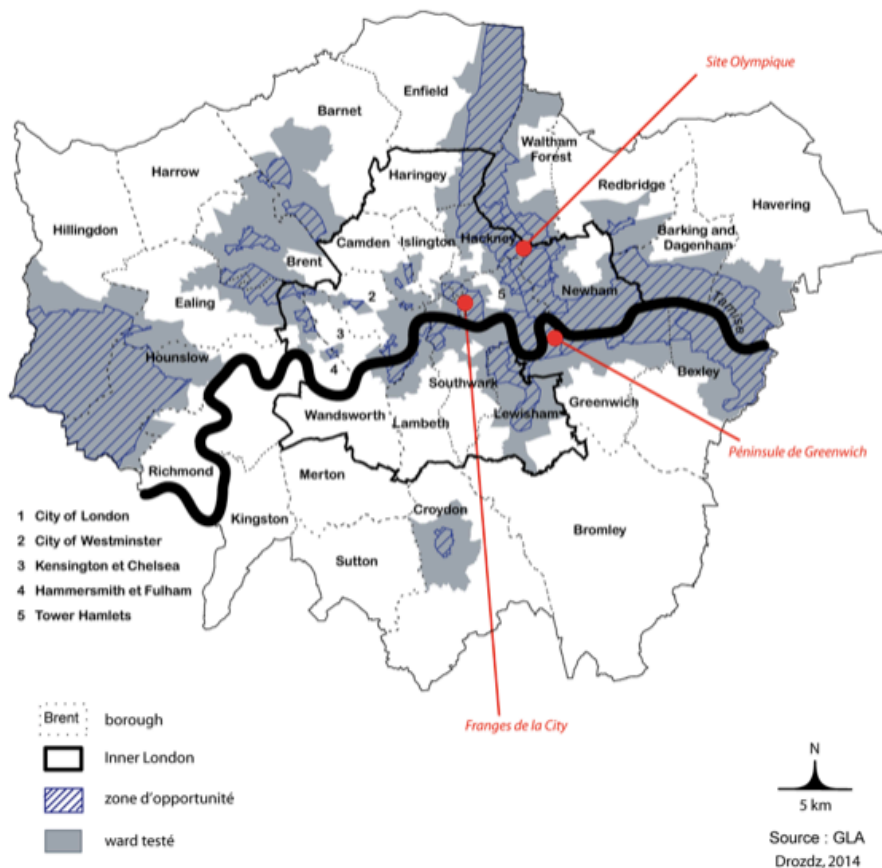 Site Olympique
Enfield
Barnet
Waltham
Forest
Harrow
Haringey
Redbridge
Havering
Hillingdon
Camden
Islington
Hackney
Barking and
Dagenham
Brent
Ealing
2
5
Newham
Tamise
3
Hounslow
4
Southwark
Bexley
Wandsworth
Lambeth
Lewisham
Greenwich
Péninsule de Greenwich
Richmond
Merton
Kingston
Croydon
Bromley
Sutton
1 City of London
2 City of Westminster
3 Kensington et Chelsea
4 Hammersmith et Fulham
5 Tower Hamlets
Franges de la City
Brent borough
Inner London
zone d'opportunité
ward testé
N
5 km
Source : GLA
Drozdz, 2014